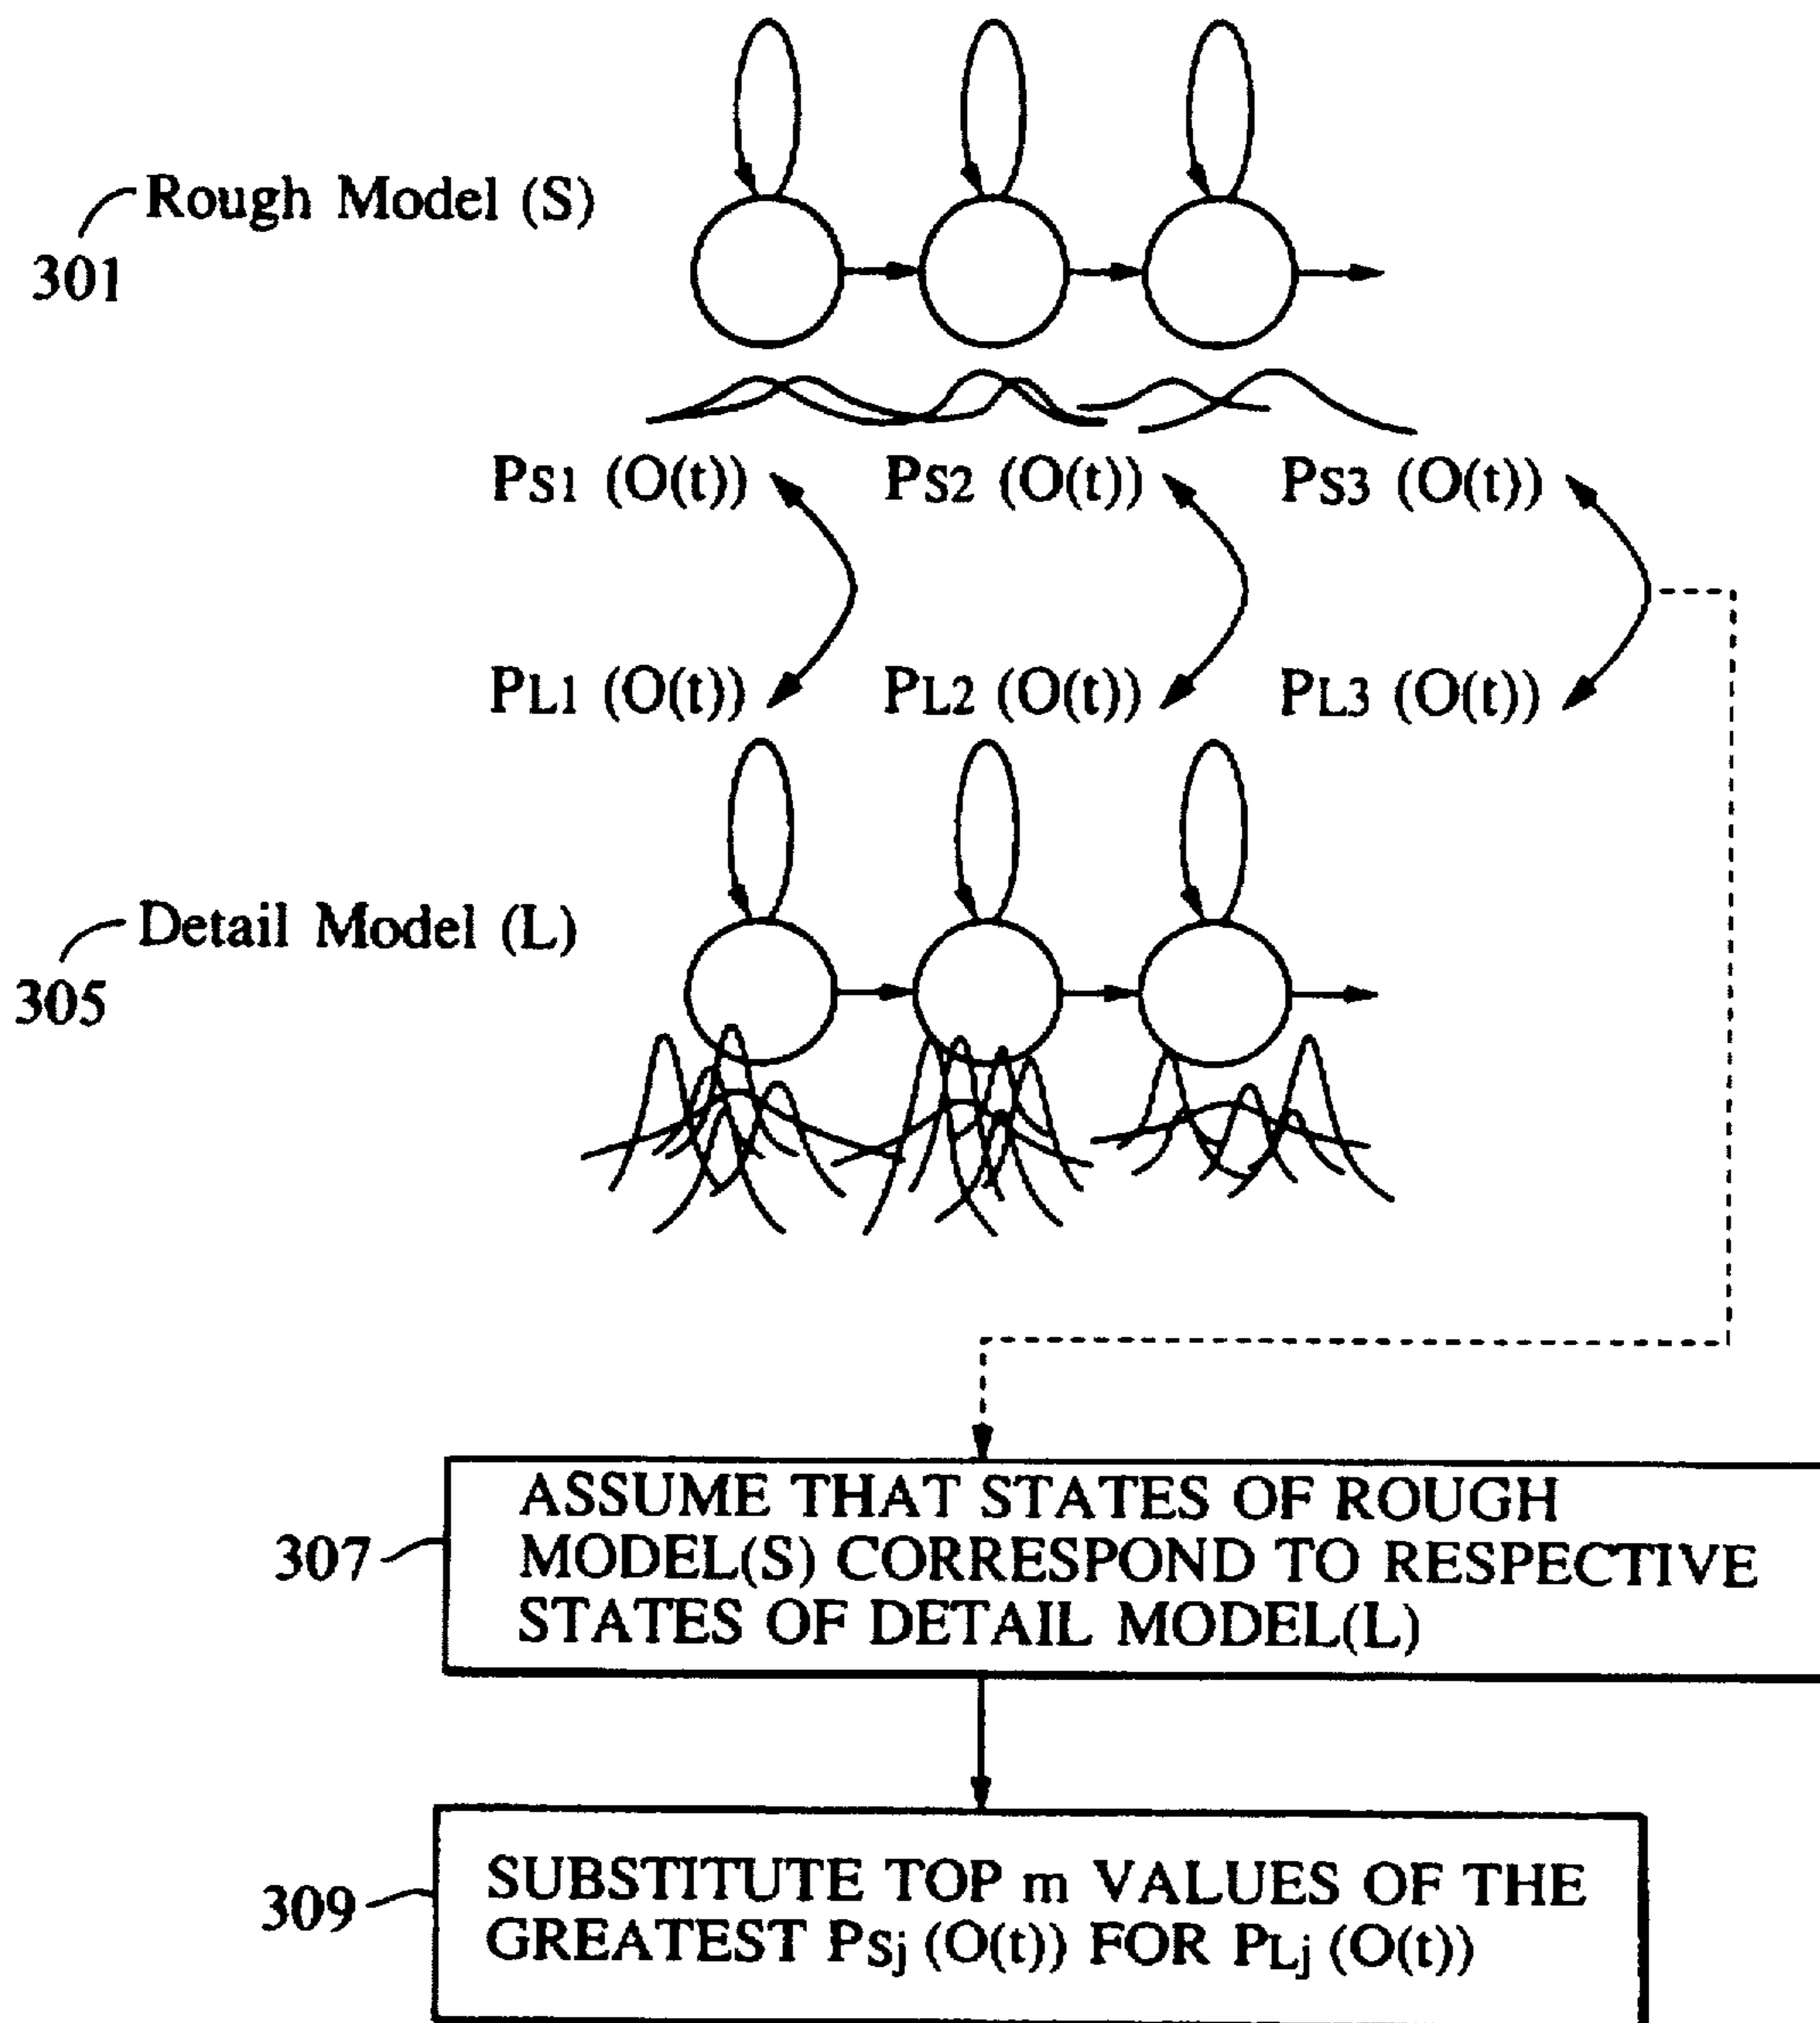 Rough Model (S)
301
PS1 (O(t)) PS2 (O(t)) PS3 (O(t))
PL1 (O(t)) PL2 (O(t)) PL3 (O(t))
Detail Model (L)
305
307
ASSUME THAT STATES OF ROUGH
MODEL(S) CORRESPOND TO RESPECTIVE
STATES OF DETAIL MODEL(L)
309
SUBSTITUTE TOP m VALUES OF THE
GREATEST PSj (O(t)) FOR PLj (O(t))